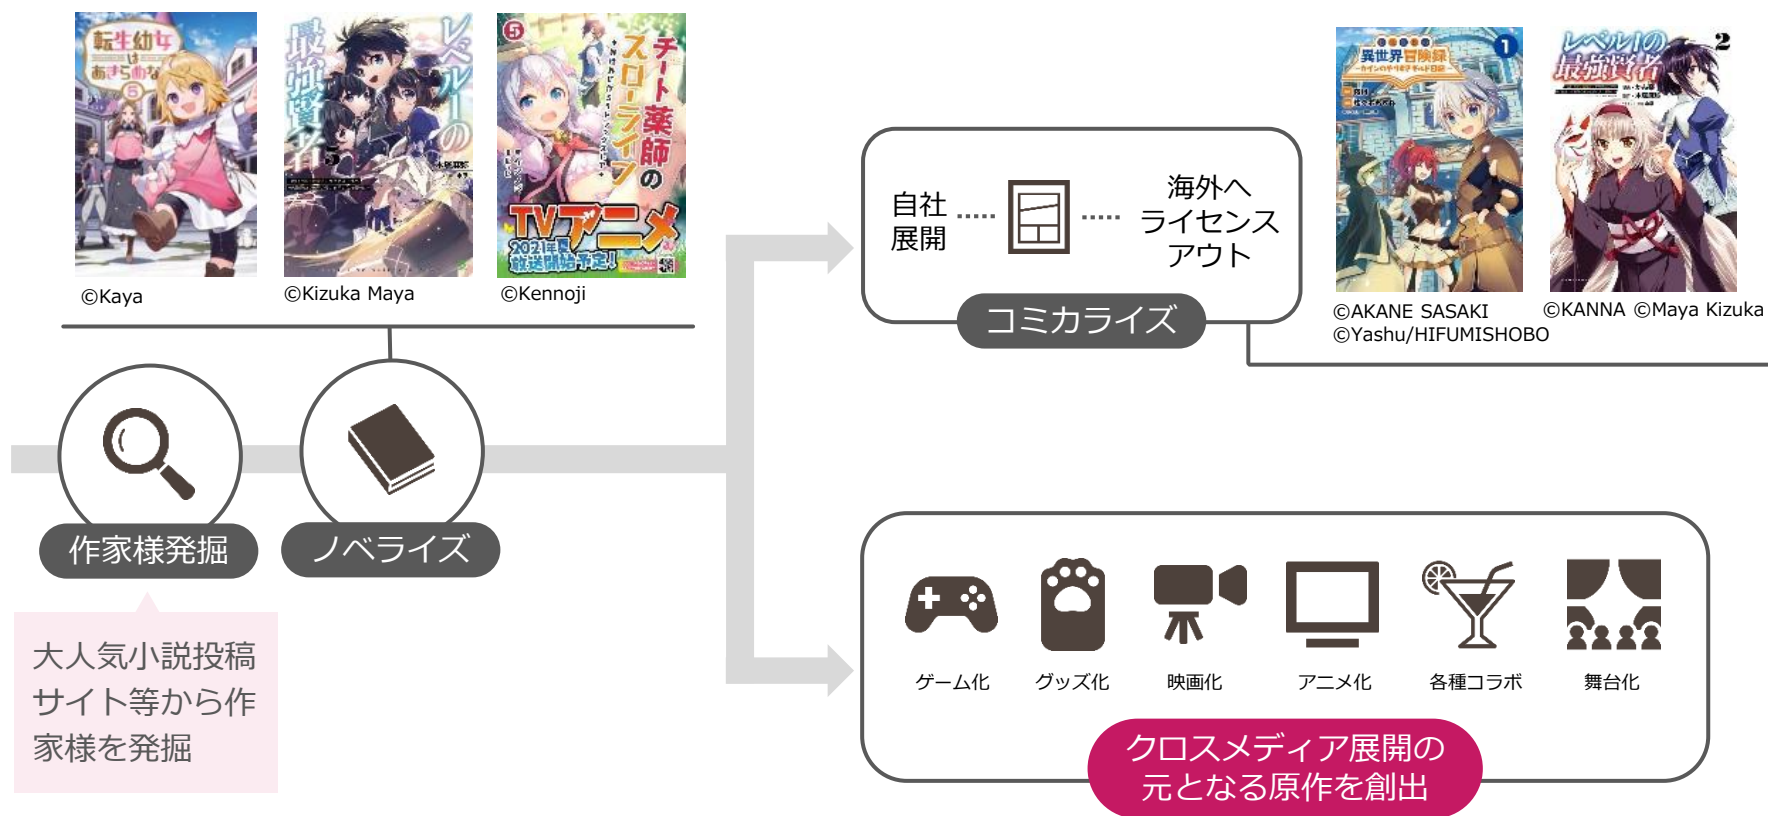 転生幼女
は
あきらめない
レベル1の
最強賢者
5
木塚麻弥
5
チート薬師の
スローライフ
TVアニメ
2021年夏
放送開始予定!
©Kaya
©Kizuka Maya
©Kennoji
作家様発掘
ノベライズ
大人気小説投稿
サイト等から作
家様を発掘
自社
展開
海外へ
ライセンス
アウト
コミカライズ
異世界冒険録
1
レベル1の
最強賢者
2
©AKANE SASAKI
©Yashu/HIFUMISHOBO
©KANNA ©Maya Kizuka
ゲーム化
グッズ化
映画化
アニメ化
各種コラボ
舞台化
クロスメディア展開の
元となる原作を創出